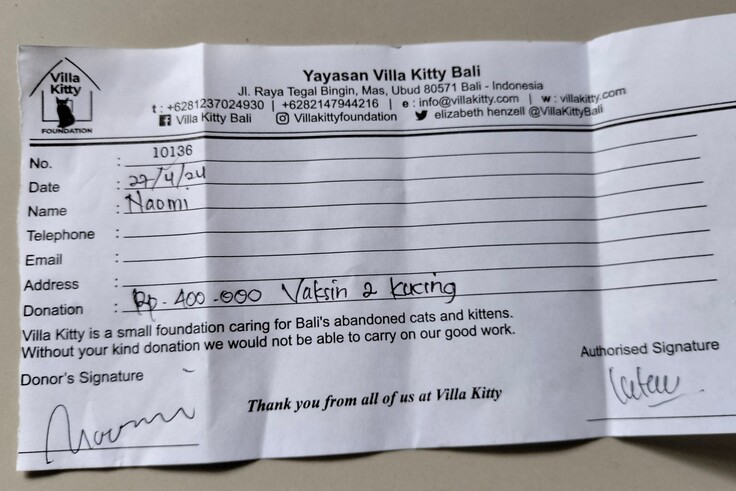 Villa
Kitty
FOUNDATION
Yayasan Villa Kitty Bali
Jl. Raya Tegal Bingin, Mas, Ubud 80571 Bali - Indonesia
t : +6281237024930 | +6282147944216 | e : info@villakitty.com | w : villakitty.com
Villa Kitty Bali Villakittyfoundation elizabeth henzell @VillaKittyBali
No. : 10136
Date : 27/4/24
Name : Naomi
Telephone :
Email :
Address :
Donation : Rp. 400.000 Vaksin 2 kucing
Villa Kitty is a small foundation caring for Bali's abandoned cats and kittens.
Without your kind donation we would not be able to carry on our good work.
Donor's Signature
Authorised Signature
Thank you from all of us at Villa Kitty
Naomi